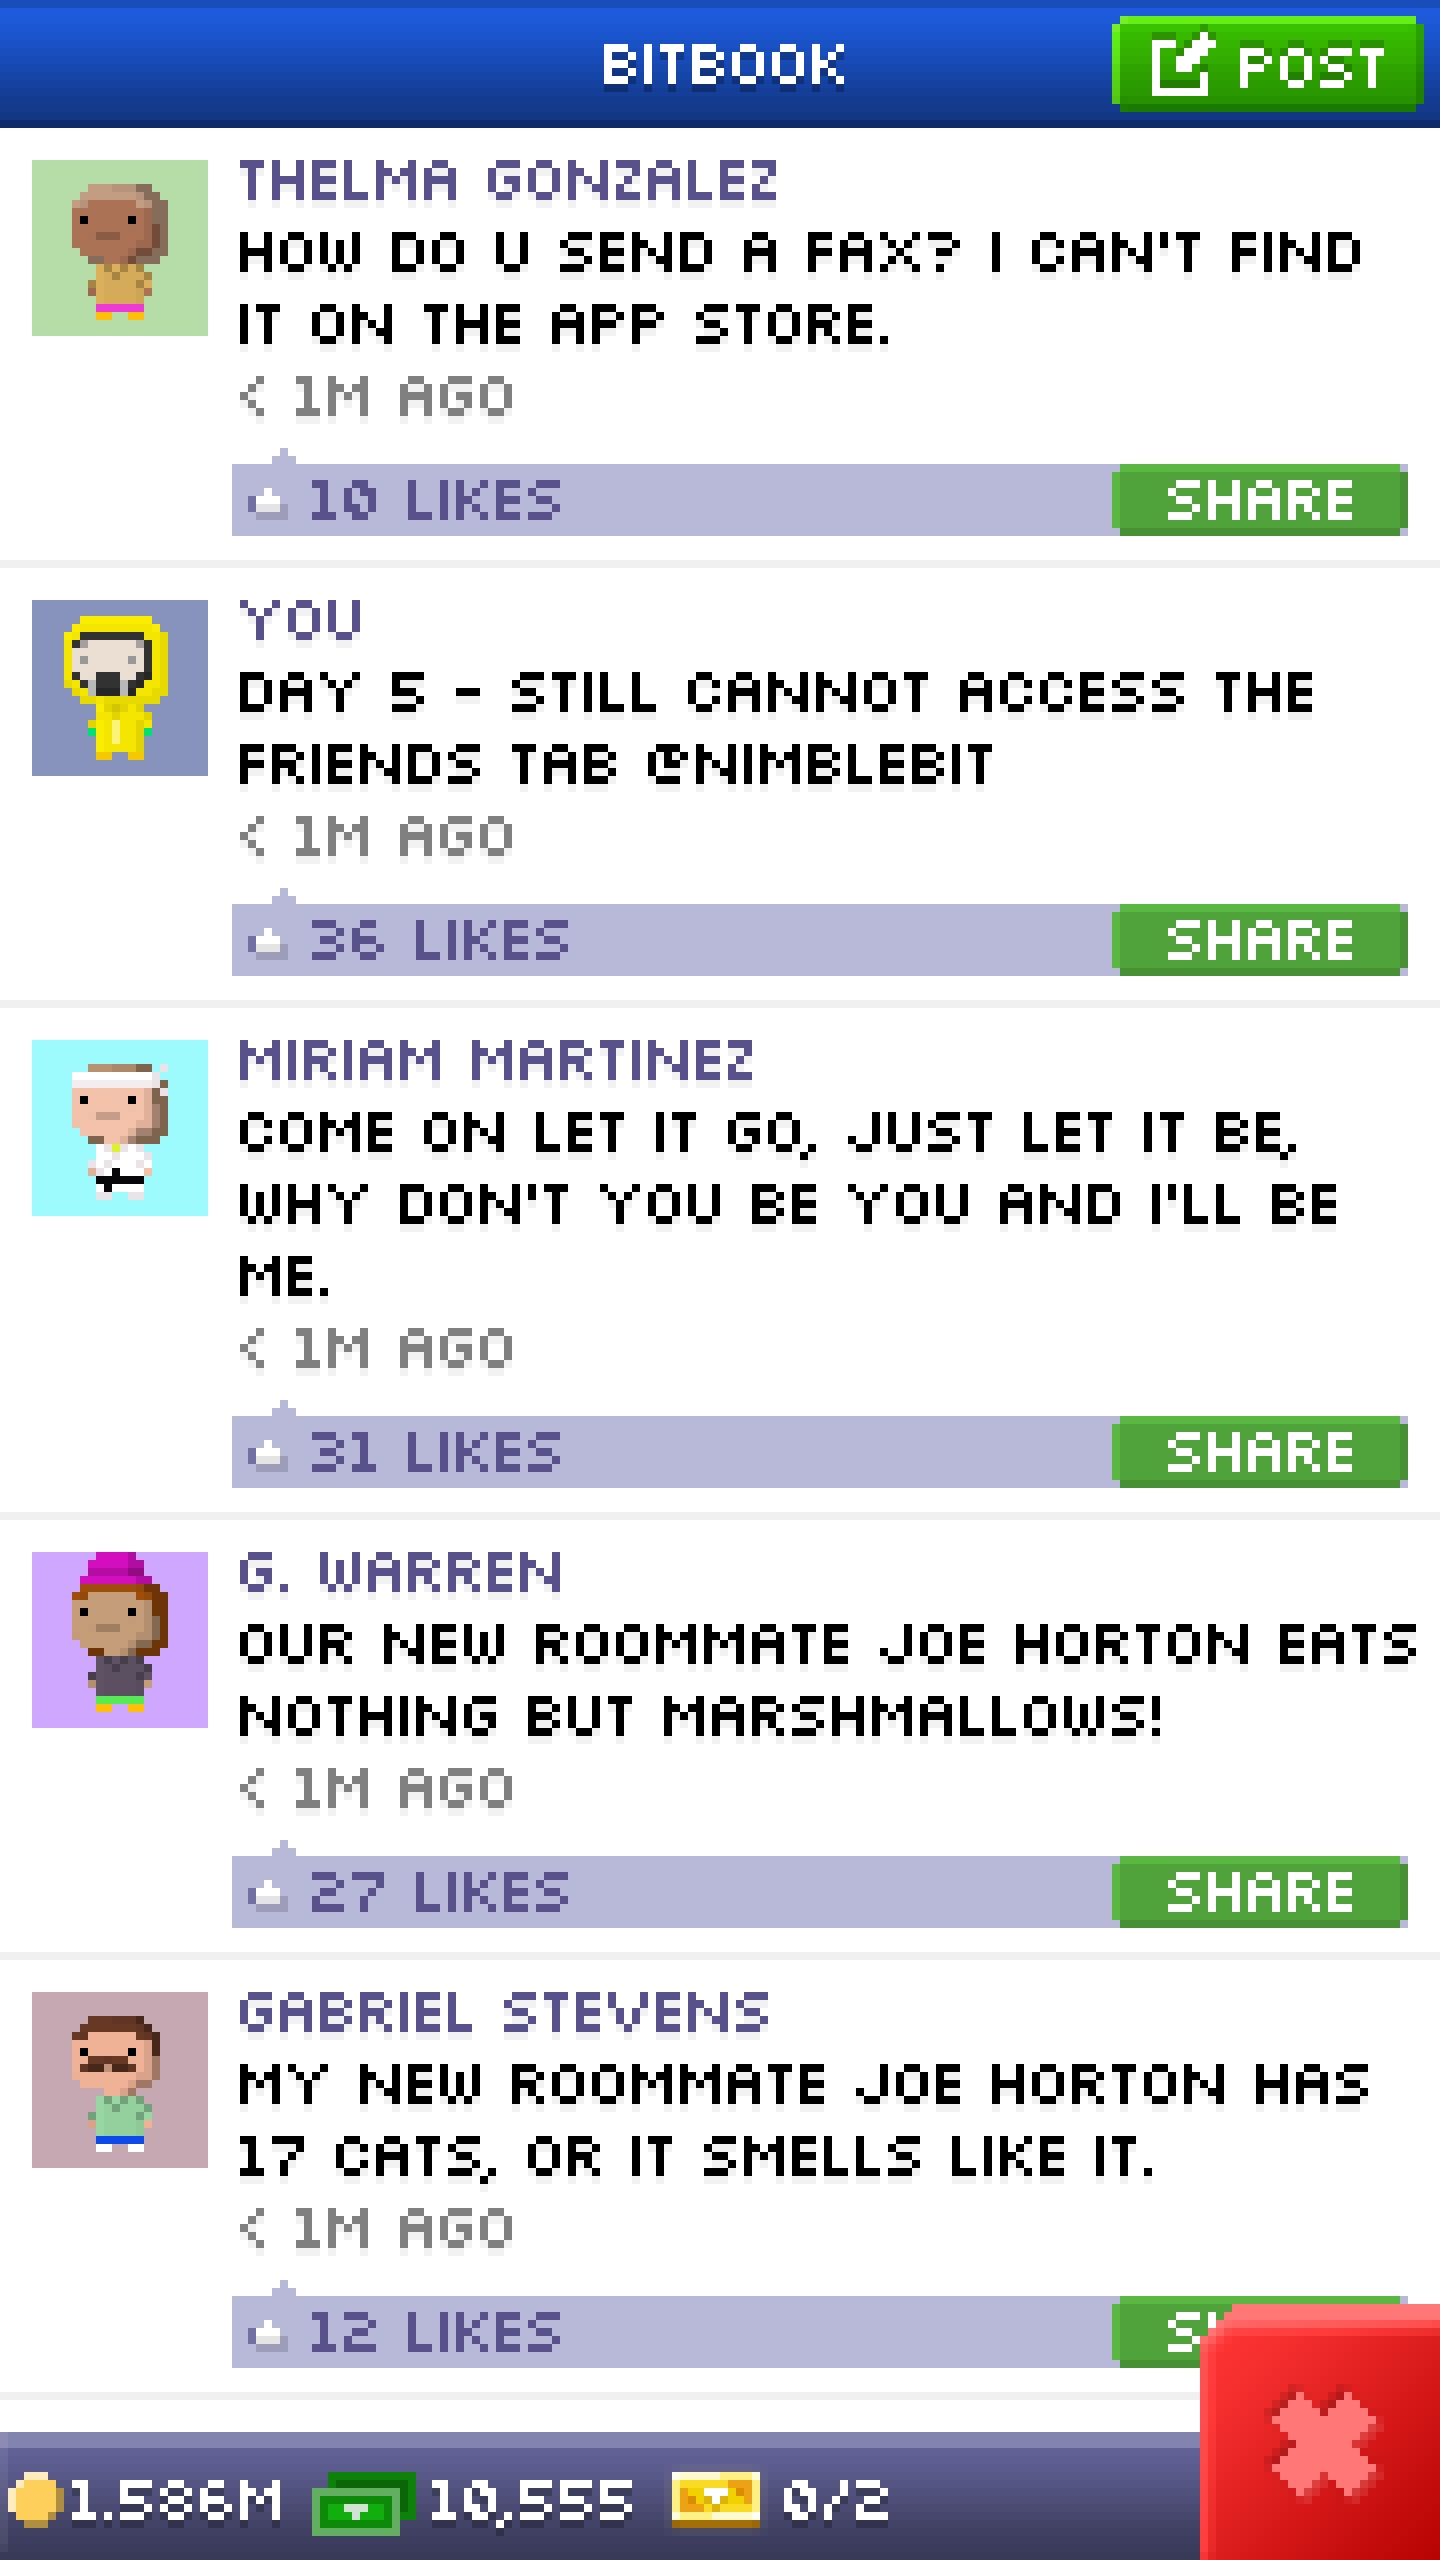 BITBOOK
POST
THELMA GONZALEZ
HOW DO U SEND A FAX? I CAN'T FIND
IT ON THE APP STORE.
< 1M AGO
10 LIKES
SHARE
YOU
DAY 5 - STILL CANNOT ACCESS THE
FRIENDS TAB @NIMBLEBIT
< 1M AGO
36 LIKES
SHARE
MIRIAM MARTINEZ
COME ON LET IT GO, JUST LET IT BE,
WHY DON'T YOU BE YOU AND I'LL BE
ME.
< 1M AGO
31 LIKES
SHARE
G. WARREN
OUR NEW ROOMMATE JOE HORTON EATS
NOTHING BUT MARSHMALLOWS!
< 1M AGO
27 LIKES
SHARE
GABRIEL STEVENS
MY NEW ROOMMATE JOE HORTON HAS
17 CATS, OR IT SMELLS LIKE IT.
< 1M AGO
12 LIKES
1.586M
10,555
0/2